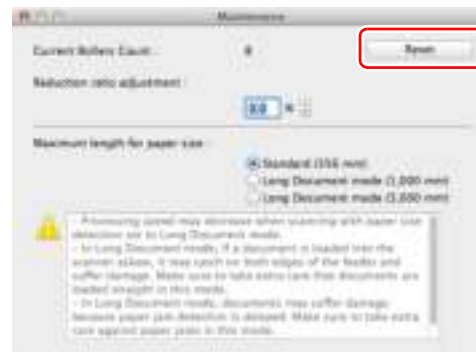 Maintenance
Current Rollers Count :
0
Reset
Reduction ratio adjustment :
0.0 %
Maximum length for paper size :
Standard (356 mm)
Long Document mode (1,000 mm)
Long Document mode (3,000 mm)
- Processing speed may decrease when scanning with paper size
detection set to Long Document mode.
- In Long Document mode, if a document is loaded into the
scanner askew, it may catch on both edges of the feeder and
suffer damage. Make sure to take extra care that documents are
loaded straight in this mode.
- In Long Document mode, documents may suffer damage
because paper jam detection is delayed. Make sure to take extra
care against paper jams in this mode.